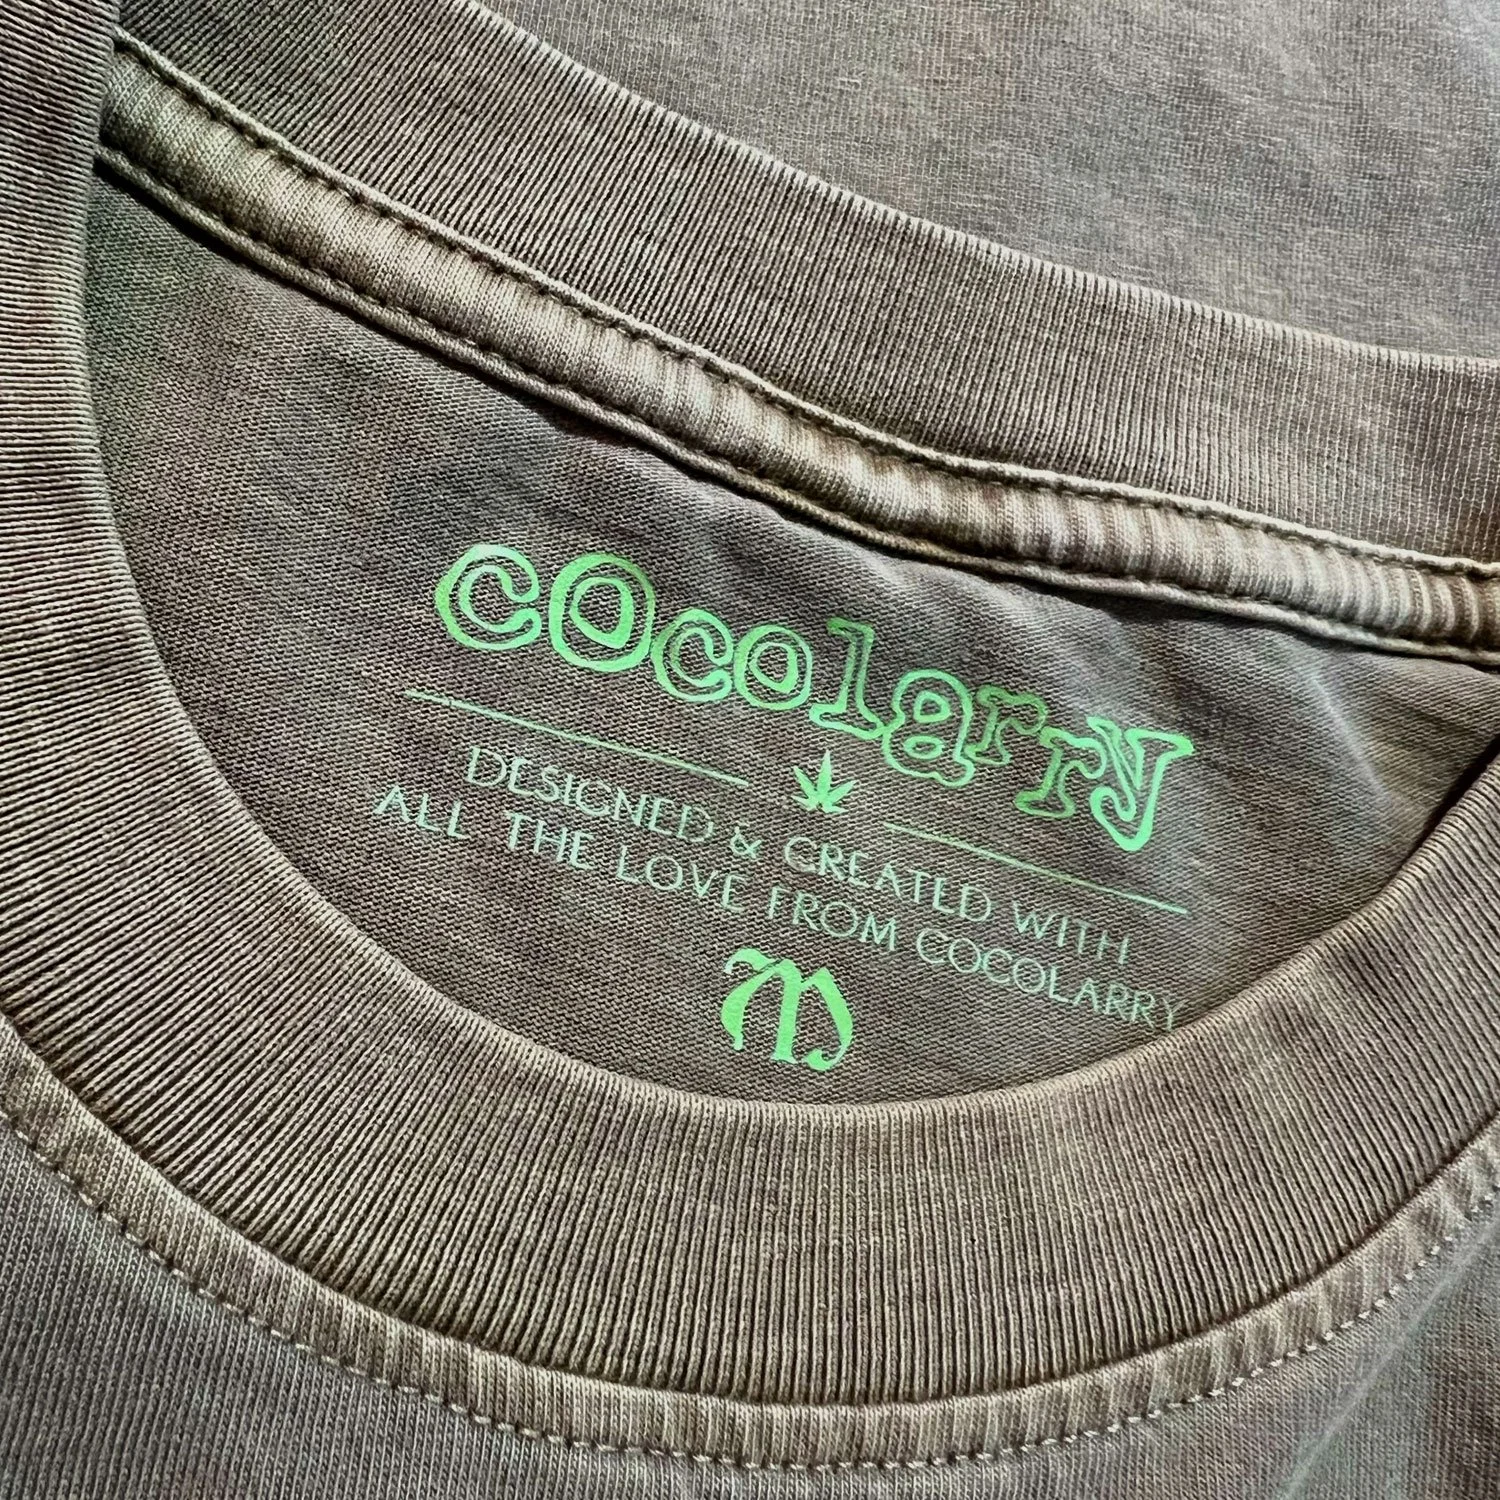 cOcolarry
DESIGNED & CREATED WITH
ALL THE LOVE FROM COCOLARRY
M